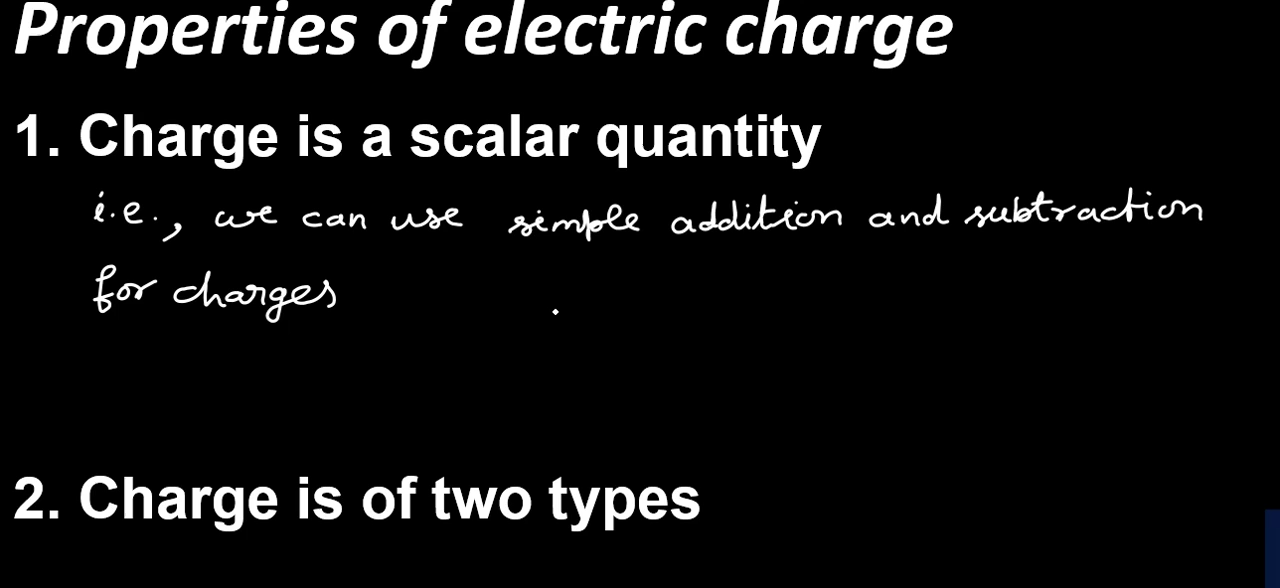 Properties of electric charge
1. Charge is a scalar quantity
i.e., we can use simple addition and subtraction
for charges
2. Charge is of two types